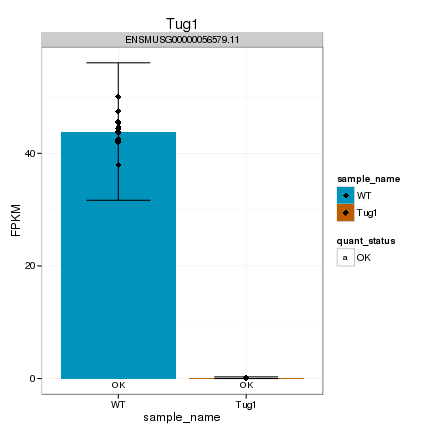 Tug1
ENSMUSG00000056579.11
FPKM
40
20
0
OK
OK
WT
Tug1
sample_name
sample_name
WT
Tug1
quant_status
a OK